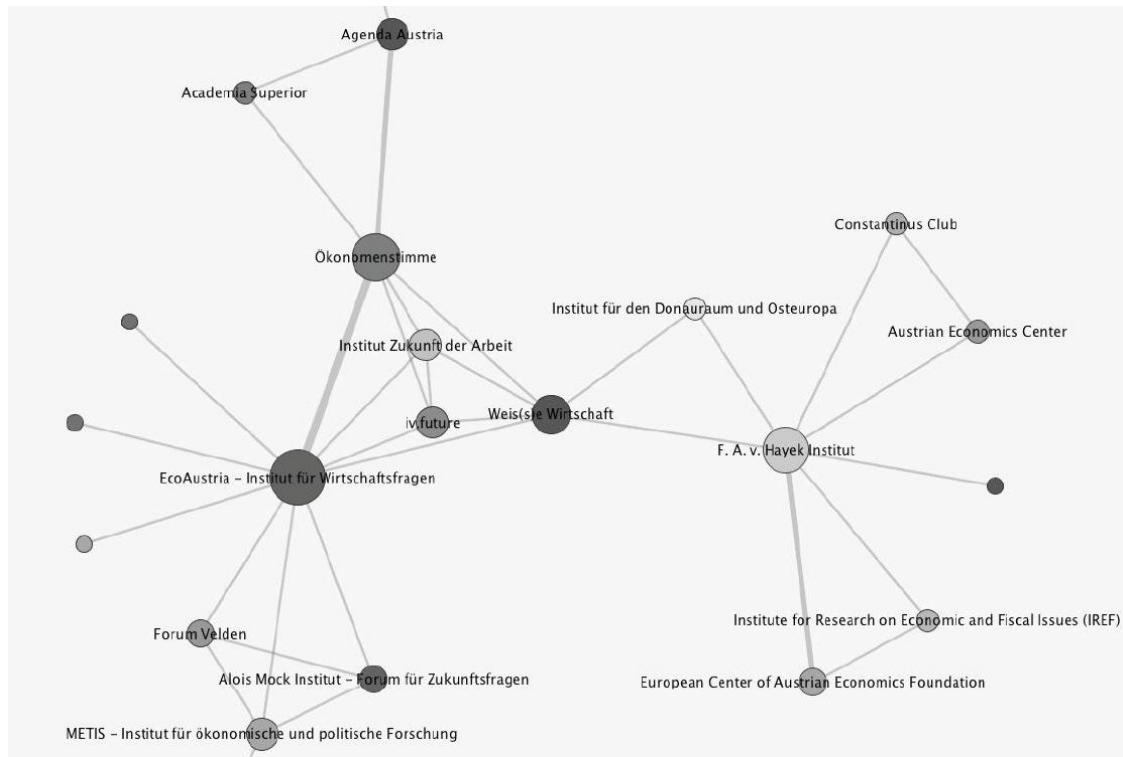 Agenda Austria
Academia Superior
Constantinus Club
Ökonomenstimme
Institut für den Donauraum und Osteuropa
Austrian Economics Center
Institut Zukunft der Arbeit
Weis(s)e Wirtschaft
iv.future
F. A. v. Hayek Institut
EcoAustria – Institut für Wirtschaftsfragen
Institute for Research on Economic and Fiscal Issues (IREF)
Forum Velden
Alois Mock Institut – Forum für Zukunftsfragen
European Center of Austrian Economics Foundation
METIS – Institut für ökonomische und politische Forschung